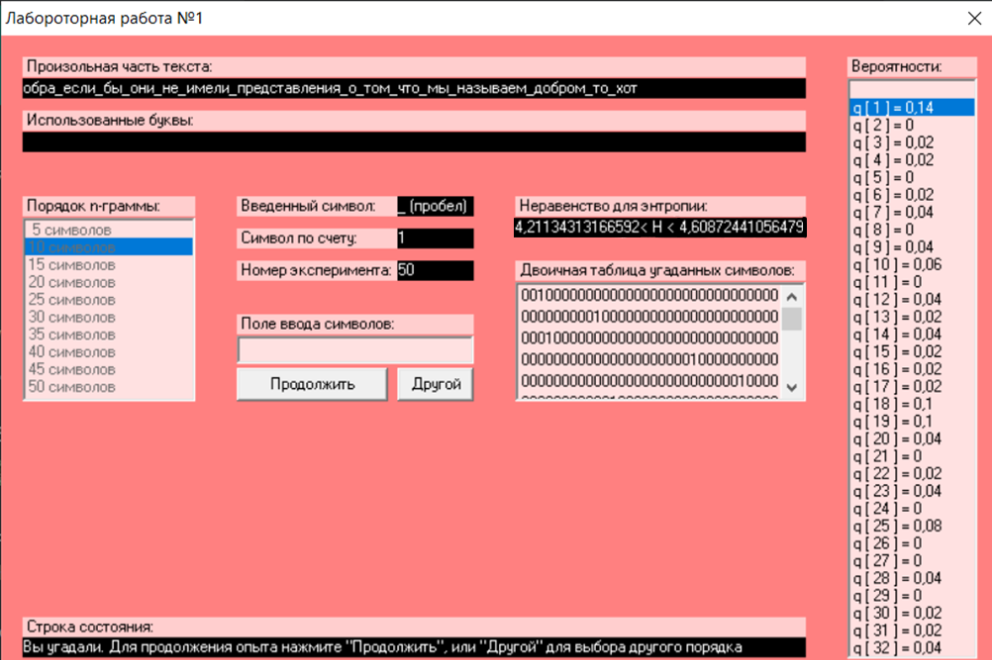 Лабороторная работа №1
Произольная часть текста:
обра_если_бы_они_не_имели_представления_о_том_что_мы_называем_добром_то_хот
Использованные буквы:
Порядок n-граммы:
5 символов
10 символов
15 символов
20 символов
25 символов
30 символов
35 символов
40 символов
45 символов
50 символов
Введенный символ: _ (пробел)
Символ по счету: 1
Номер эксперимента: 50
Поле ввода символов:
Продолжить
Другой
Неравенство для энтропии:
4,21134313166592< H < 4,60872441056479
Двоичная таблица угаданных символов:
00100000000000000000000000000000
00000000010000000000000000000000
00010000000000000000000000000000
00000000000000000000010000000000
00000000000000000000000000010000
Вероятности:
q [ 1 ] = 0,14
q [ 2 ] = 0
q [ 3 ] = 0,02
q [ 4 ] = 0,02
q [ 5 ] = 0
q [ 6 ] = 0,02
q [ 7 ] = 0,04
q [ 8 ] = 0
q [ 9 ] = 0,04
q [ 10 ] = 0,06
q [ 11 ] = 0
q [ 12 ] = 0,04
q [ 13 ] = 0,02
q [ 14 ] = 0,04
q [ 15 ] = 0,02
q [ 16 ] = 0,02
q [ 17 ] = 0,02
q [ 18 ] = 0,1
q [ 19 ] = 0,1
q [ 20 ] = 0,04
q [ 21 ] = 0
q [ 22 ] = 0,02
q [ 23 ] = 0,04
q [ 24 ] = 0
q [ 25 ] = 0,08
q [ 26 ] = 0
q [ 27 ] = 0
q [ 28 ] = 0,04
q [ 29 ] = 0
q [ 30 ] = 0,02
q [ 31 ] = 0,02
q [ 32 ] = 0,04
Строка состояния:
Вы угадали. Для продолжения опыта нажмите "Продолжить", или "Другой" для выбора другого порядка